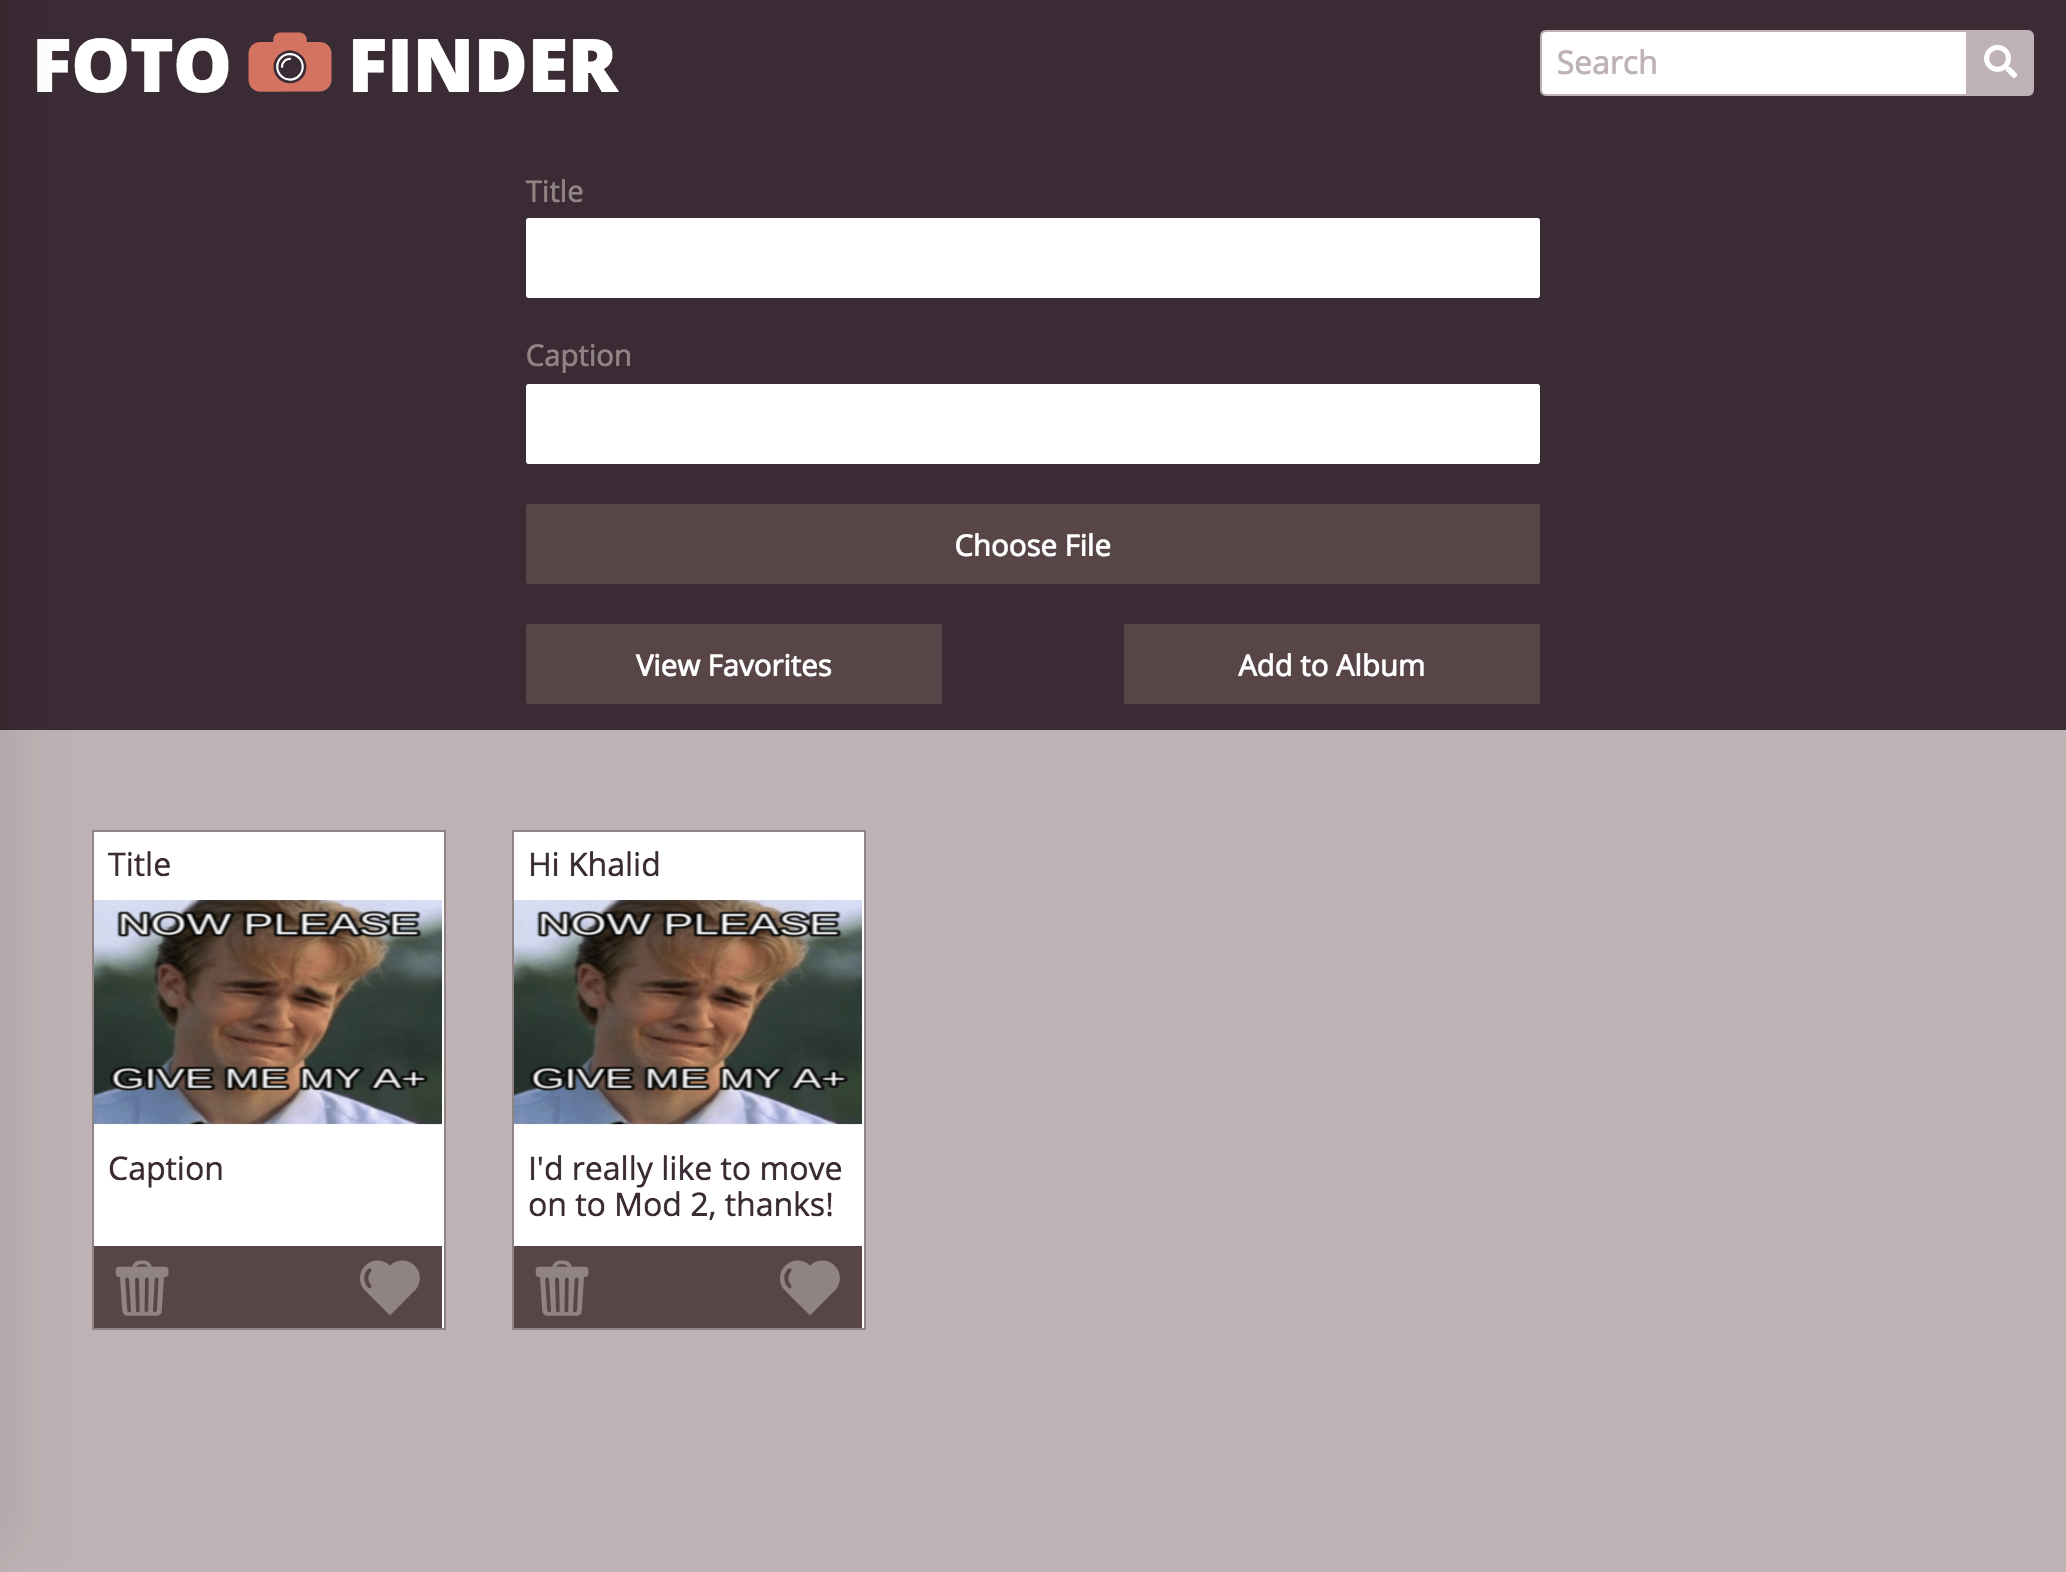 FOTO FINDER
Search
Title
Caption
Choose File
View Favorites
Add to Album
Title
NOW PLEASE
GIVE ME MY A+
Caption
Hi Khalid
NOW PLEASE
GIVE ME MY A+
I'd really like to move
on to Mod 2, thanks!